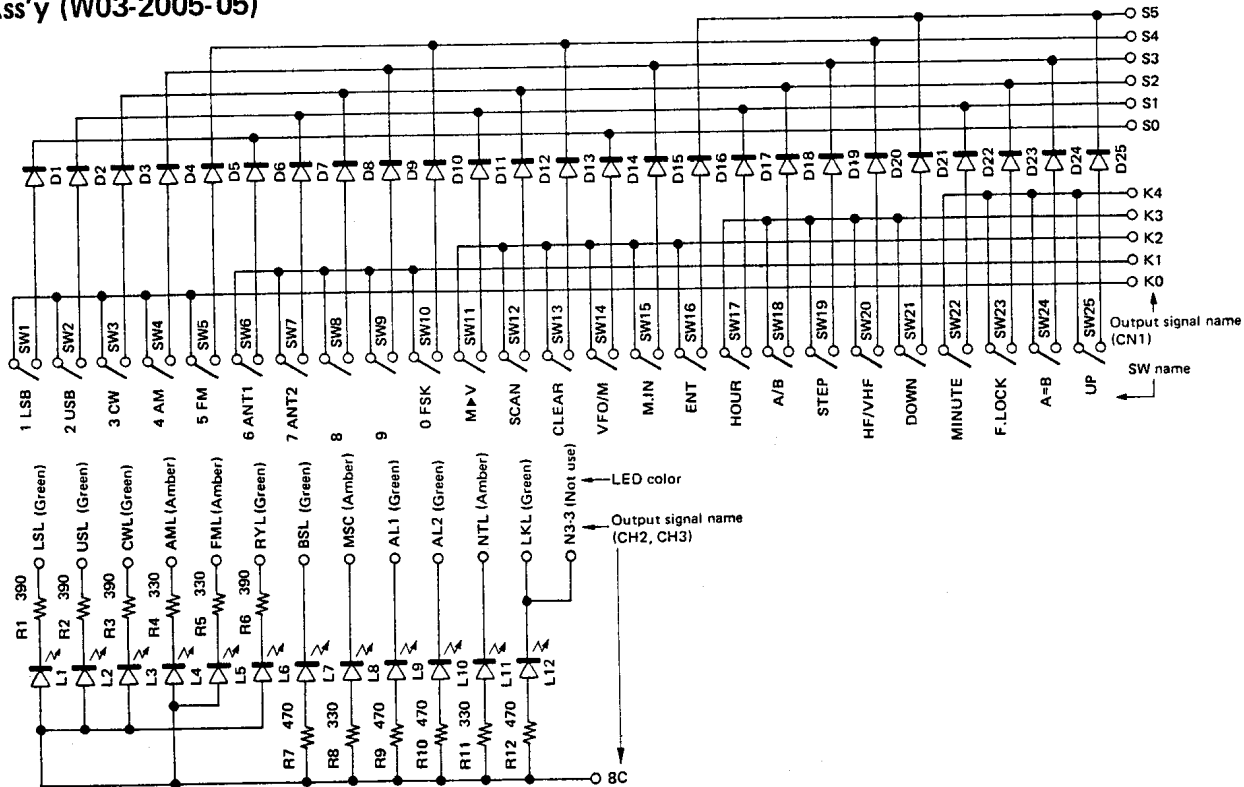 Ass'y (W03-2005-05)
S5
S4
S3
S2
S1
S0
D1
D2
D3
D4
D5
D6
D7
D8
D9
D10
D11
D12
D13
D14
D15
D16
D17
D18
D19
D20
D21
D22
D23
D24
D25
K4
K3
K2
K1
K0
SW1
SW2
SW3
SW4
SW5
SW6
SW7
SW8
SW9
SW10
SW11
SW12
SW13
SW14
SW15
SW16
SW17
SW18
SW19
SW20
SW21
SW22
SW23
SW24
SW25
Output signal name
(CN1)
SW name
1 LSB
2 USB
3 CW
4 AM
5 FM
6 ANT1
7 ANT2
8
9
0 FSK
M▶V
SCAN
CLEAR
VFO/M
M.IN
ENT
HOUR
A/B
STEP
HF/VHF
DOWN
MINUTE
F.LOCK
A=B
UP
LSL (Green)
USL (Green)
CWL (Green)
AML (Amber)
FML (Amber)
RYL (Green)
BSL (Green)
MSC (Amber)
AL1 (Green)
AL2 (Green)
NTL (Amber)
LKL (Green)
N3-3 (Not use)
LED color
Output signal name
(CH2, CH3)
R1 390
R2 390
R3 390
R4 330
R5 330
R6 390
L1
L2
L3
L4
L5
L6
L7
L8
L9
L10
L11
L12
R7 470
R8 330
R9 470
R10 470
R11 330
R12 470
8C